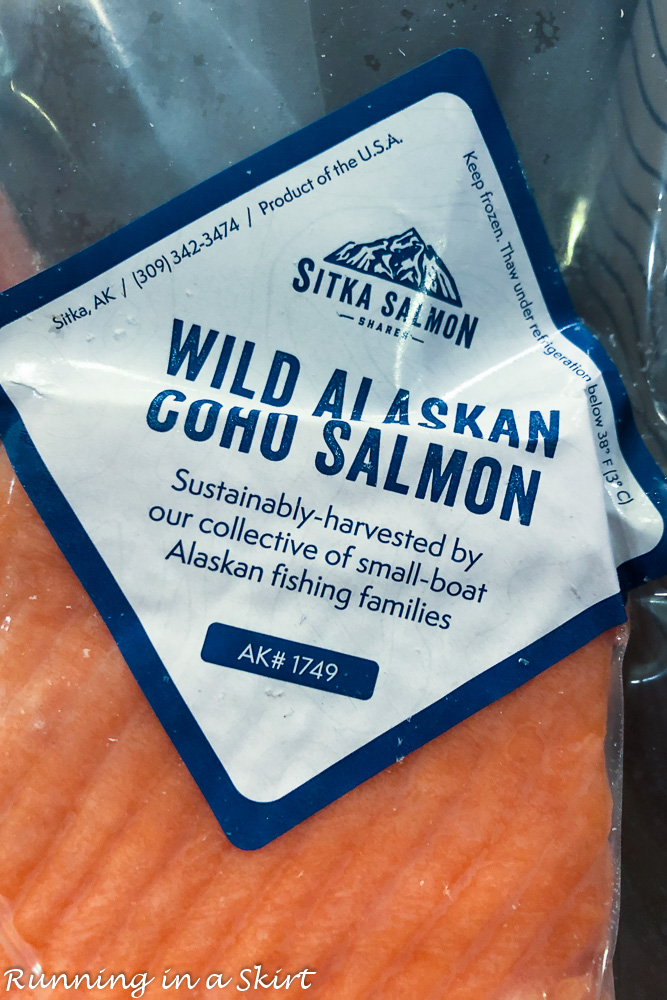 Sitka, AK / (309) 342-3474 / Product of the U.S.A.
Keep frozen. Thaw under refrigeration below 38° F (3° C)
SITKA SALMON
SHARES
WILD ALASKAN
COHO SALMON
Sustainably-harvested by
our collective of small-boat
Alaskan fishing families
AK# 1749
Running in a Skirt